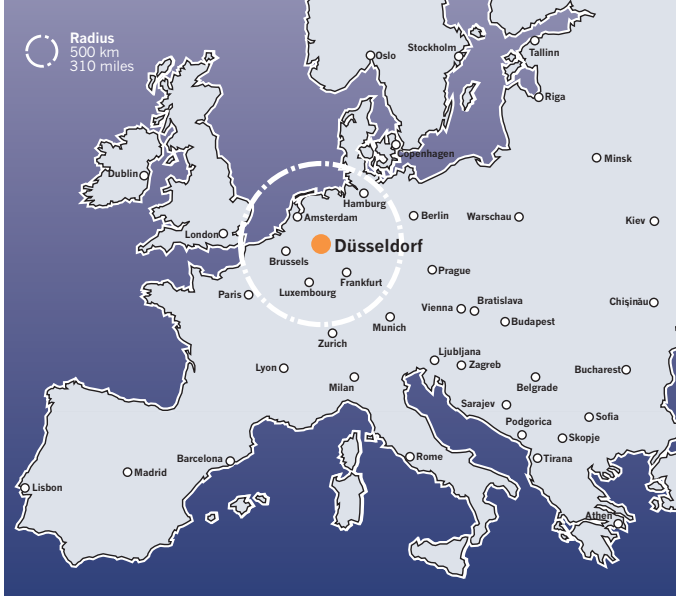 Radius
500 km
310 miles
Oslo
Stockholm
Tallinn
Riga
Copenhagen
Minsk
Dublin
Hamburg
Amsterdam
Berlin
Warschau
Kiev
London
Düsseldorf
Brussels
Frankfurt
Prague
Luxembourg
Paris
Vienna
Bratislava
Chişinău
Munich
Budapest
Zurich
Ljubljana
Zagreb
Lyon
Bucharest
Milan
Belgrade
Sarajev
Sofia
Podgorica
Skopje
Barcelona
Rome
Tirana
Madrid
Lisbon
Athen